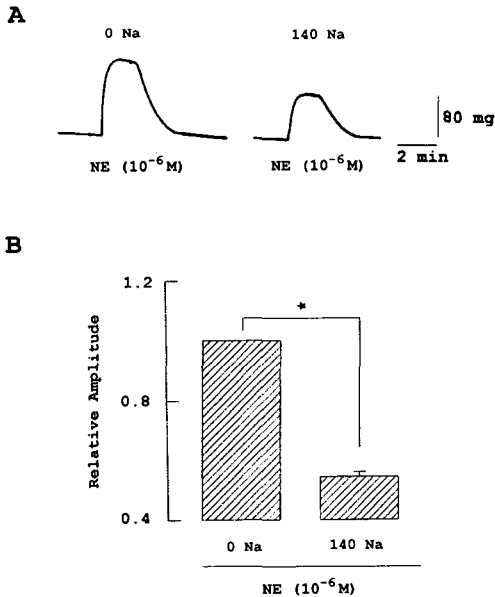 A
0 Na
140 Na
80 mg
2 min
NE (10⁻⁶M)
NE (10⁻⁶M)
B
Relative Amplitude
1.2
0.8
0.4
*
0 Na
140 Na
NE (10⁻⁶M)